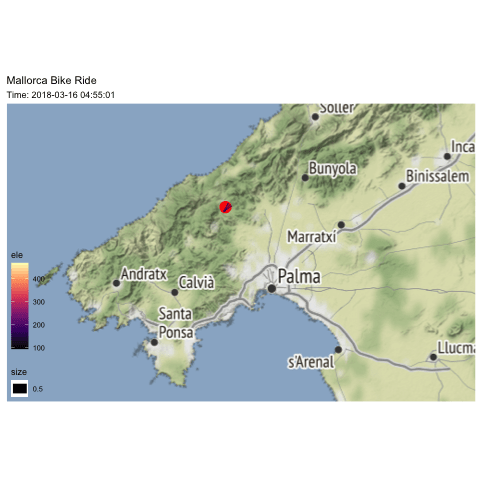 Mallorca Bike Ride
Time: 2018-03-16 04:55:01
Sóller
Bunyola
Inca
Binissalem
Marratxí
ele
Andratx
Calvià
Palma
400
300
200
100
Santa
Ponsa
s'Arenal
Llucma
size
0.5